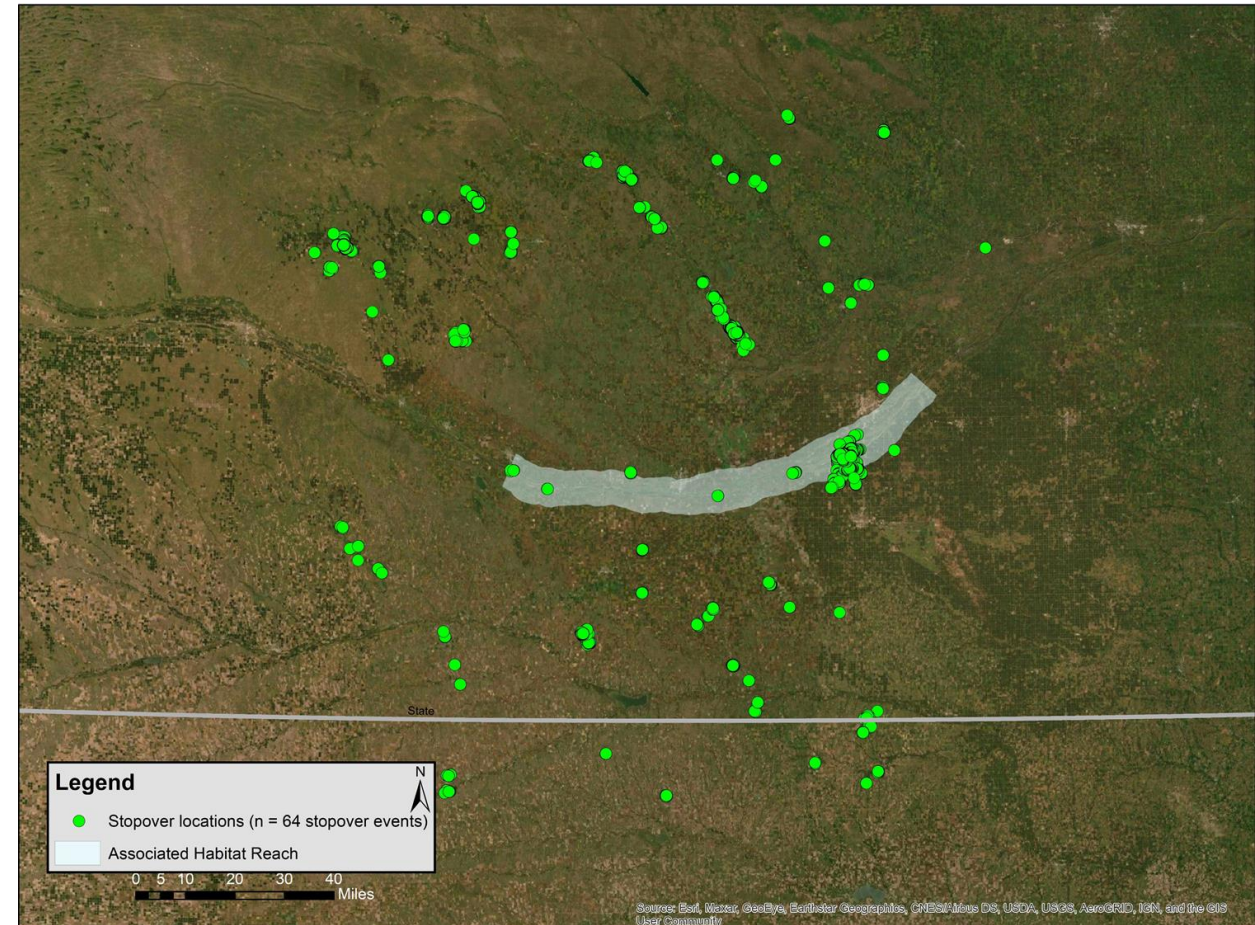 State
Legend
N
Stopover locations (n = 64 stopover events)
Associated Habitat Reach
0 5 10 20 30 40
Miles
Source: Esri, Maxar, GeoEye, Earthstar Geographics, CNES/Airbus DS, USDA, USGS, AeroGRID, IGN, and the GIS
User Community